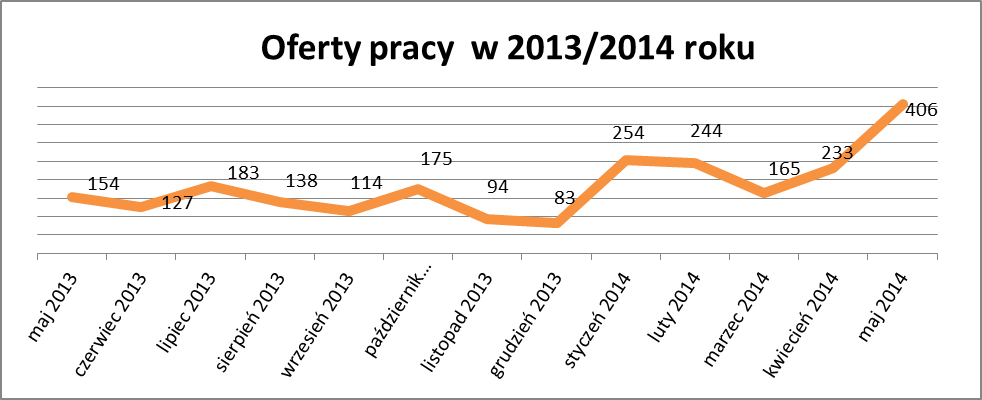 Oferty pracy w 2013/2014 roku
406
254
244
233
183
175
165
154
138
127
114
94
83
maj 2013
czerwiec 2013
lipiec 2013
sierpień 2013
wrzesień 2013
październik...
listopad 2013
grudzień 2013
styczeń 2014
luty 2014
marzec 2014
kwiecień 2014
maj 2014